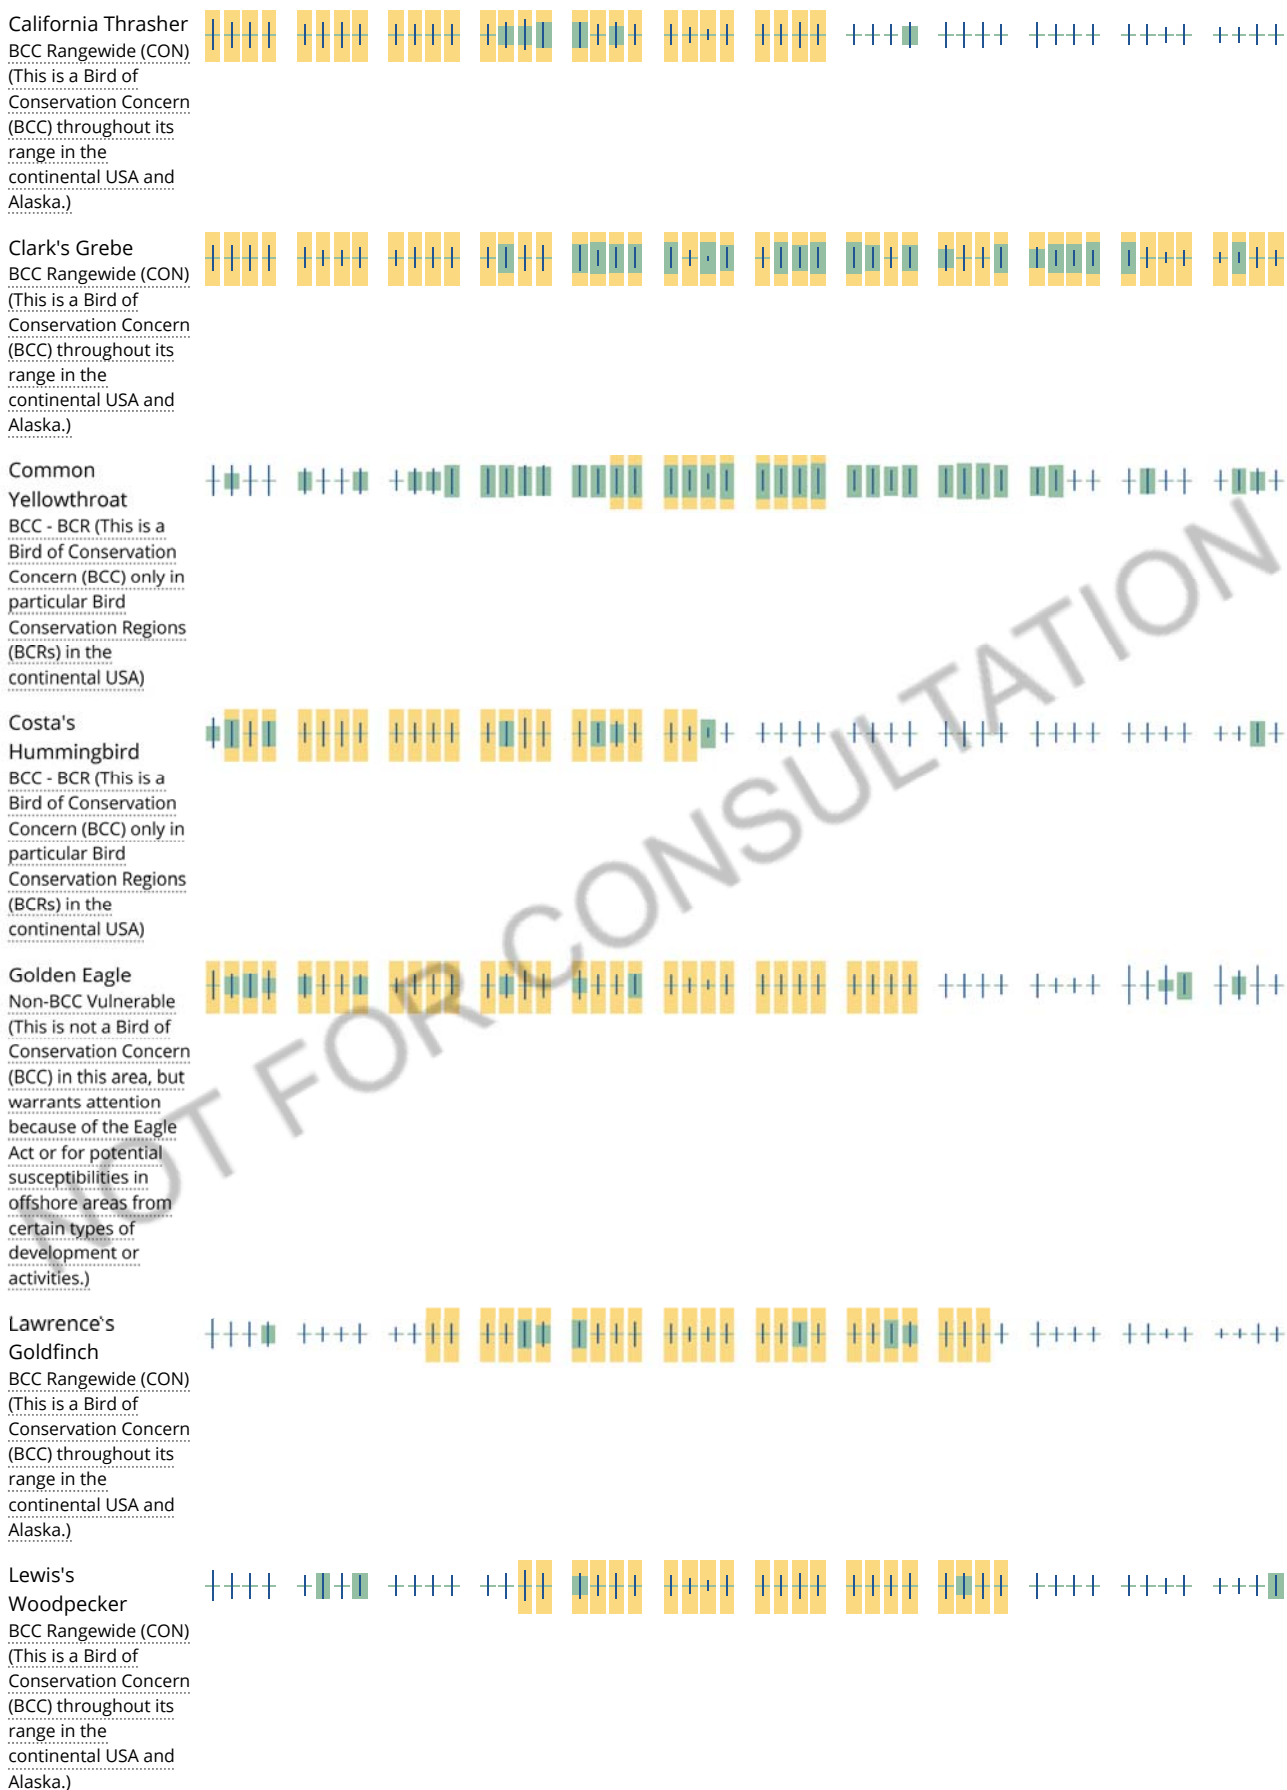 California Thrasher
BCC Rangewide (CON)
(This is a Bird of
Conservation Concern
(BCC) throughout its
range in the
continental USA and
Alaska.)
Clark's Grebe
BCC Rangewide (CON)
(This is a Bird of
Conservation Concern
(BCC) throughout its
range in the
continental USA and
Alaska.)
Common
Yellowthroat
BCC - BCR (This is a
Bird of Conservation
Concern (BCC) only in
particular Bird
Conservation Regions
(BCRs) in the
continental USA)
Costa's
Hummingbird
BCC - BCR (This is a
Bird of Conservation
Concern (BCC) only in
particular Bird
Conservation Regions
(BCRs) in the
continental USA)
Golden Eagle
Non-BCC Vulnerable
(This is not a Bird of
Conservation Concern
(BCC) in this area, but
warrants attention
because of the Eagle
Act or for potential
susceptibilities in
offshore areas from
certain types of
development or
activities.)
Lawrence's
Goldfinch
BCC Rangewide (CON)
(This is a Bird of
Conservation Concern
(BCC) throughout its
range in the
continental USA and
Alaska.)
Lewis's
Woodpecker
BCC Rangewide (CON)
(This is a Bird of
Conservation Concern
(BCC) throughout its
range in the
continental USA and
Alaska.)
NOT FOR CONSULTATION